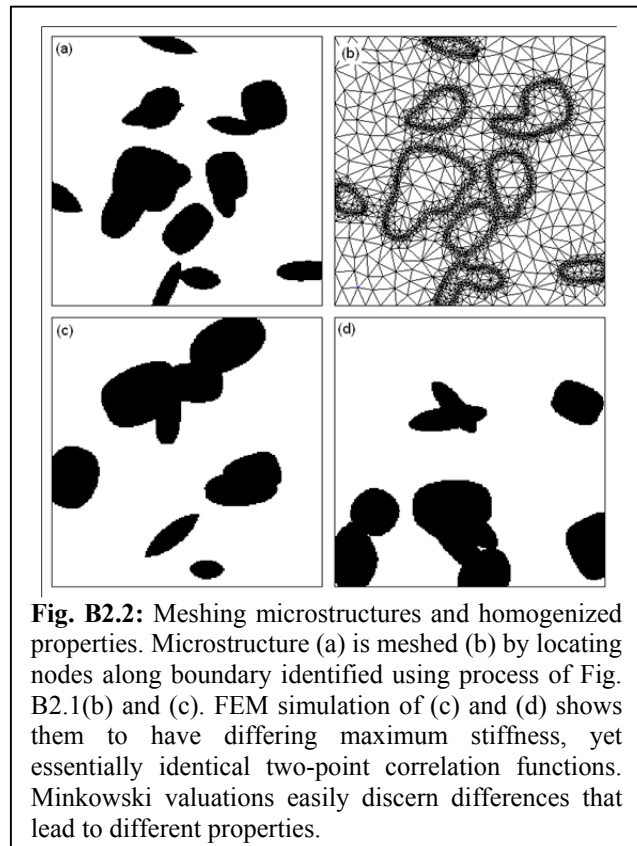 (a)
(b)
(c)
(d)
Fig. B2.2: Meshing microstructures and homogenized
properties. Microstructure (a) is meshed (b) by locating
nodes along boundary identified using process of Fig.
B2.1(b) and (c). FEM simulation of (c) and (d) shows
them to have differing maximum stiffness, yet
essentially identical two-point correlation functions.
Minkowski valuations easily discern differences that
lead to different properties.